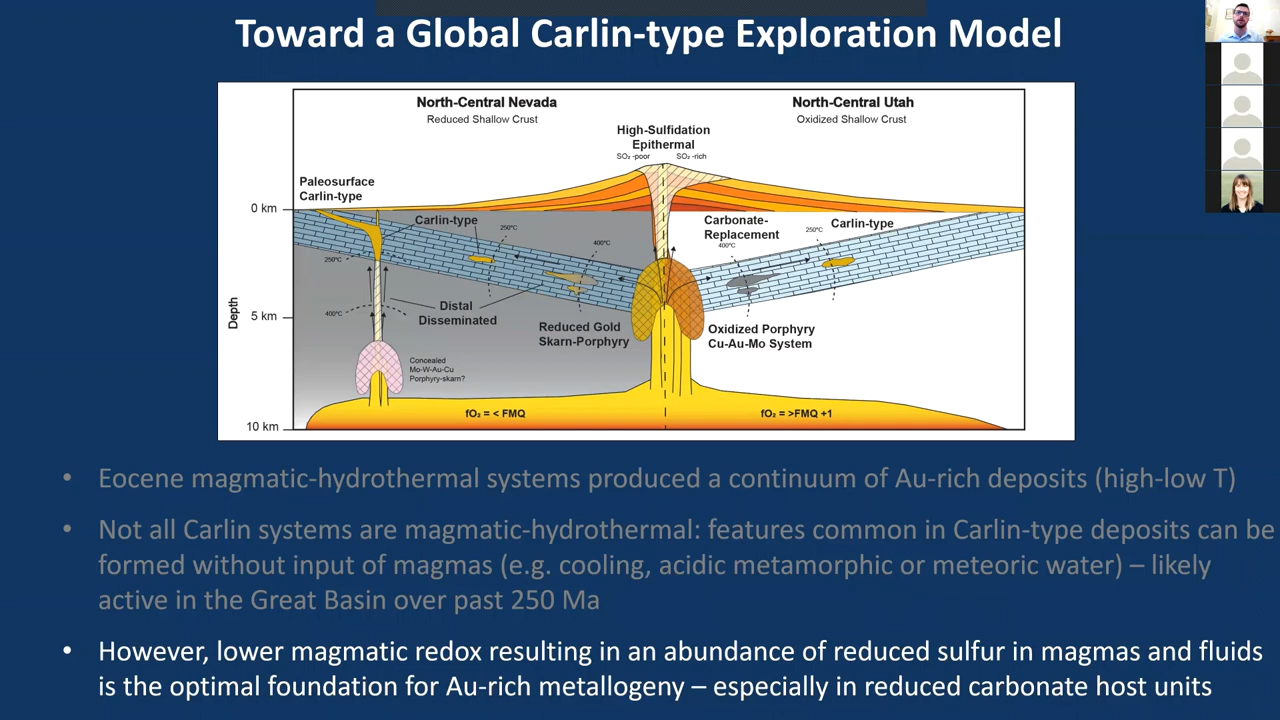 Toward a Global Carlin-type Exploration Model
North-Central Nevada
Reduced Shallow Crust
North-Central Utah
Oxidized Shallow Crust
High-Sulfidation
Epithermal
SO₂ -poor
SO₂ -rich
Paleosurface
Carlin-type
0 km
Carlin-type
250ºC
400ºC
Carbonate-
Replacement
400ºC
250ºC
Carlin-type
250ºC
Depth
400ºC
Distal
Disseminated
5 km
Reduced Gold
Skarn-Porphyry
Oxidized Porphyry
Cu-Au-Mo System
Concealed
Mo-W-Au-Cu
Porphyry-skarn?
fO₂ = < FMQ
fO₂ = >FMQ +1
10 km
• Eocene magmatic-hydrothermal systems produced a continuum of Au-rich deposits (high-low T)
• Not all Carlin systems are magmatic-hydrothermal: features common in Carlin-type deposits can be
formed without input of magmas (e.g. cooling, acidic metamorphic or meteoric water) – likely
active in the Great Basin over past 250 Ma
• However, lower magmatic redox resulting in an abundance of reduced sulfur in magmas and fluids
is the optimal foundation for Au-rich metallogeny – especially in reduced carbonate host units